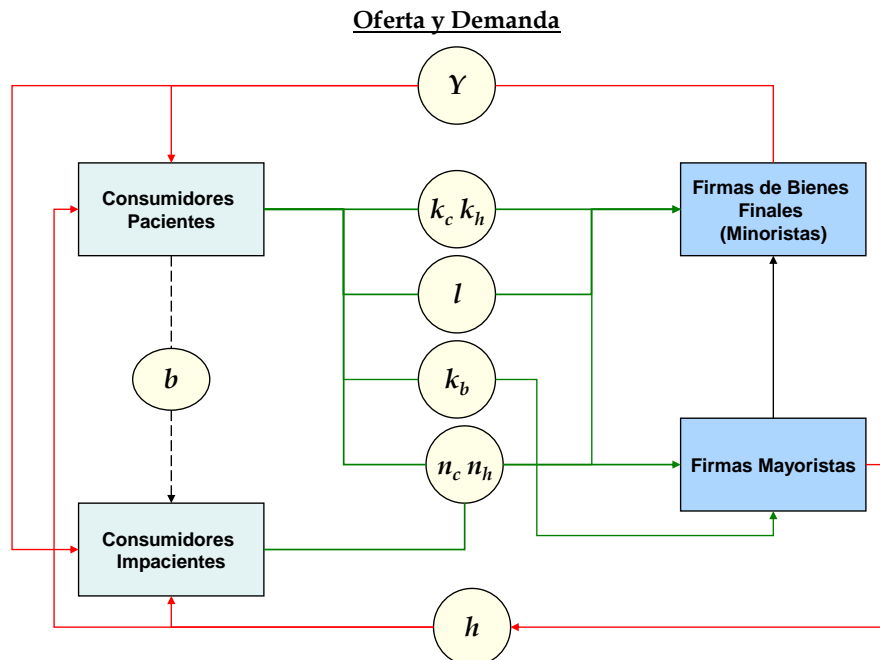 Oferta y Demanda
Y
Consumidores
Pacientes
k_c k_h
Firmas de Bienes
Finales
(Minoristas)
l
b
k_b
n_c n_h
Firmas Mayoristas
Consumidores
Impacientes
h